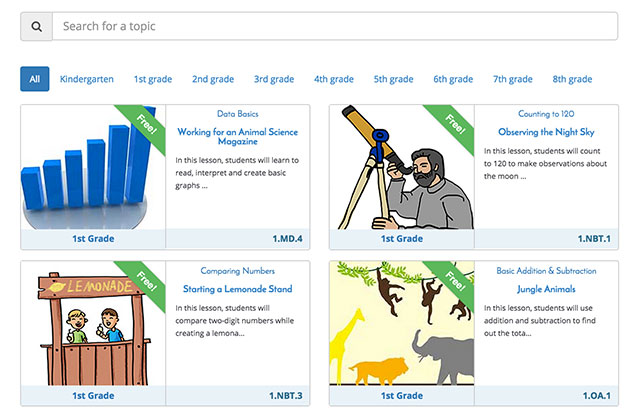 Search for a topic
All Kindergarten 1st grade 2nd grade 3rd grade 4th grade 5th grade 6th grade 7th grade 8th grade
Free!
Data Basics
Working for an Animal Science
Magazine
In this lesson, students will learn to
read, interpret and create basic
graphs ...
1st Grade 1.MD.4
Free!
Counting to 120
Observing the Night Sky
In this lesson, students will count
to 120 to make observations about
the moon ...
1st Grade 1.NBT.1
Free!
LEMONADE
Comparing Numbers
Starting a Lemonade Stand
In this lesson, students will
compare two-digit numbers while
creating a lemona...
1st Grade 1.NBT.3
Free!
Basic Addition & Subtraction
Jungle Animals
In this lesson, students will use
addition and subtraction to find
out the tota...
1st Grade 1.OA.1